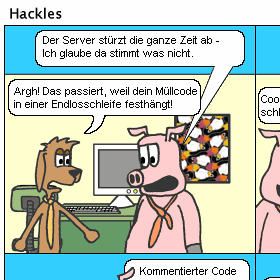 Hackles
Der Server stürzt die ganze Zeit ab -
Ich glaube da stimmt was nicht.
Argh! Das passiert, weil dein Müllcode
in einer Endlosschleife festhängt!
Kommentierter Code